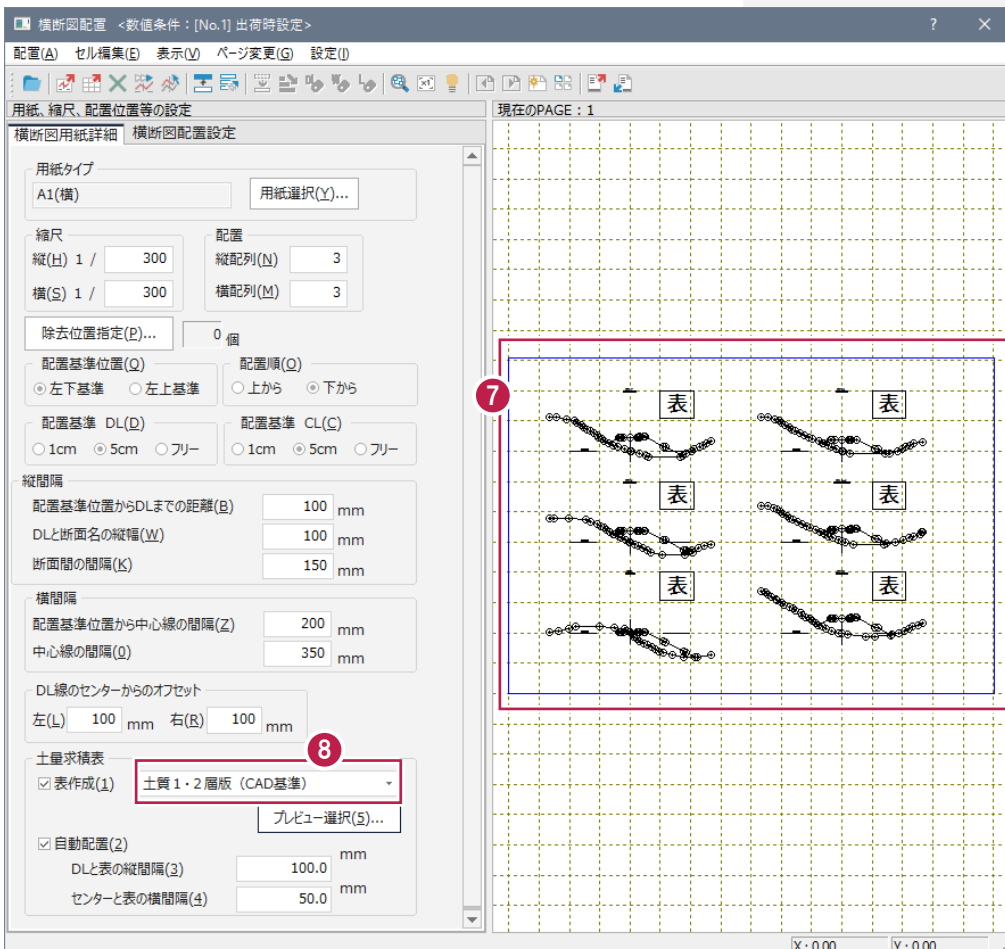 横断図配置 <数値条件：[No.1] 出荷時設定>
?
配置(A) セル編集(E) 表示(V) ページ変更(G) 設定(I)
用紙、縮尺、配置位置等の設定
現在のPAGE : 1
横断図用紙詳細 横断図配置設定
用紙タイプ
A1(横)
用紙選択(Y)...
縮尺
縦(H) 1 / 300
横(S) 1 / 300
配置
縦配列(N) 3
横配列(M) 3
除去位置指定(P)... 0 個
配置基準位置(Q)
左下基準 左上基準
配置順(O)
上から 下から
配置基準 DL(D)
1cm 5cm フリー
配置基準 CL(C)
1cm 5cm フリー
縦間隔
配置基準位置からDLまでの距離(B) 100 mm
DLと断面名の縦幅(W) 100 mm
断面間の間隔(K) 150 mm
横間隔
配置基準位置から中心線の間隔(Z) 200 mm
中心線の間隔(0) 350 mm
DL線のセンターからのオフセット
左(L) 100 mm 右(R) 100 mm
8
土量求積表
表作成(1) 土質1・2層版（CAD基準）
プレビュー選択(5)...
自動配置(2)
DLと表の縦間隔(3) 100.0 mm
センターと表の横間隔(4) 50.0 mm
7
表 表
表 表
表 表
X : 0.00 Y : 0.00